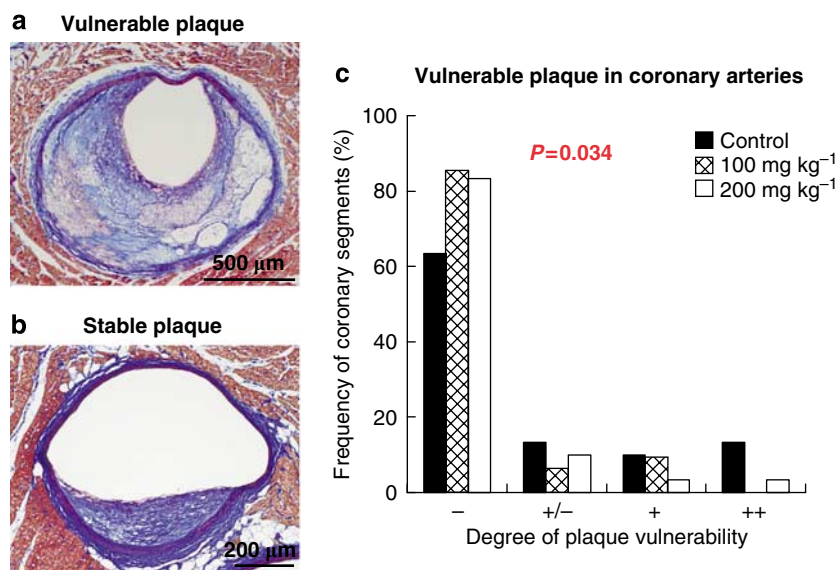 a
Vulnerable plaque
500 μm
b
Stable plaque
200 μm
c
Vulnerable plaque in coronary arteries
P=0.034
Control
100 mg kg⁻¹
200 mg kg⁻¹
Frequency of coronary segments (%)
100
80
60
40
20
0
− +/− + ++
Degree of plaque vulnerability